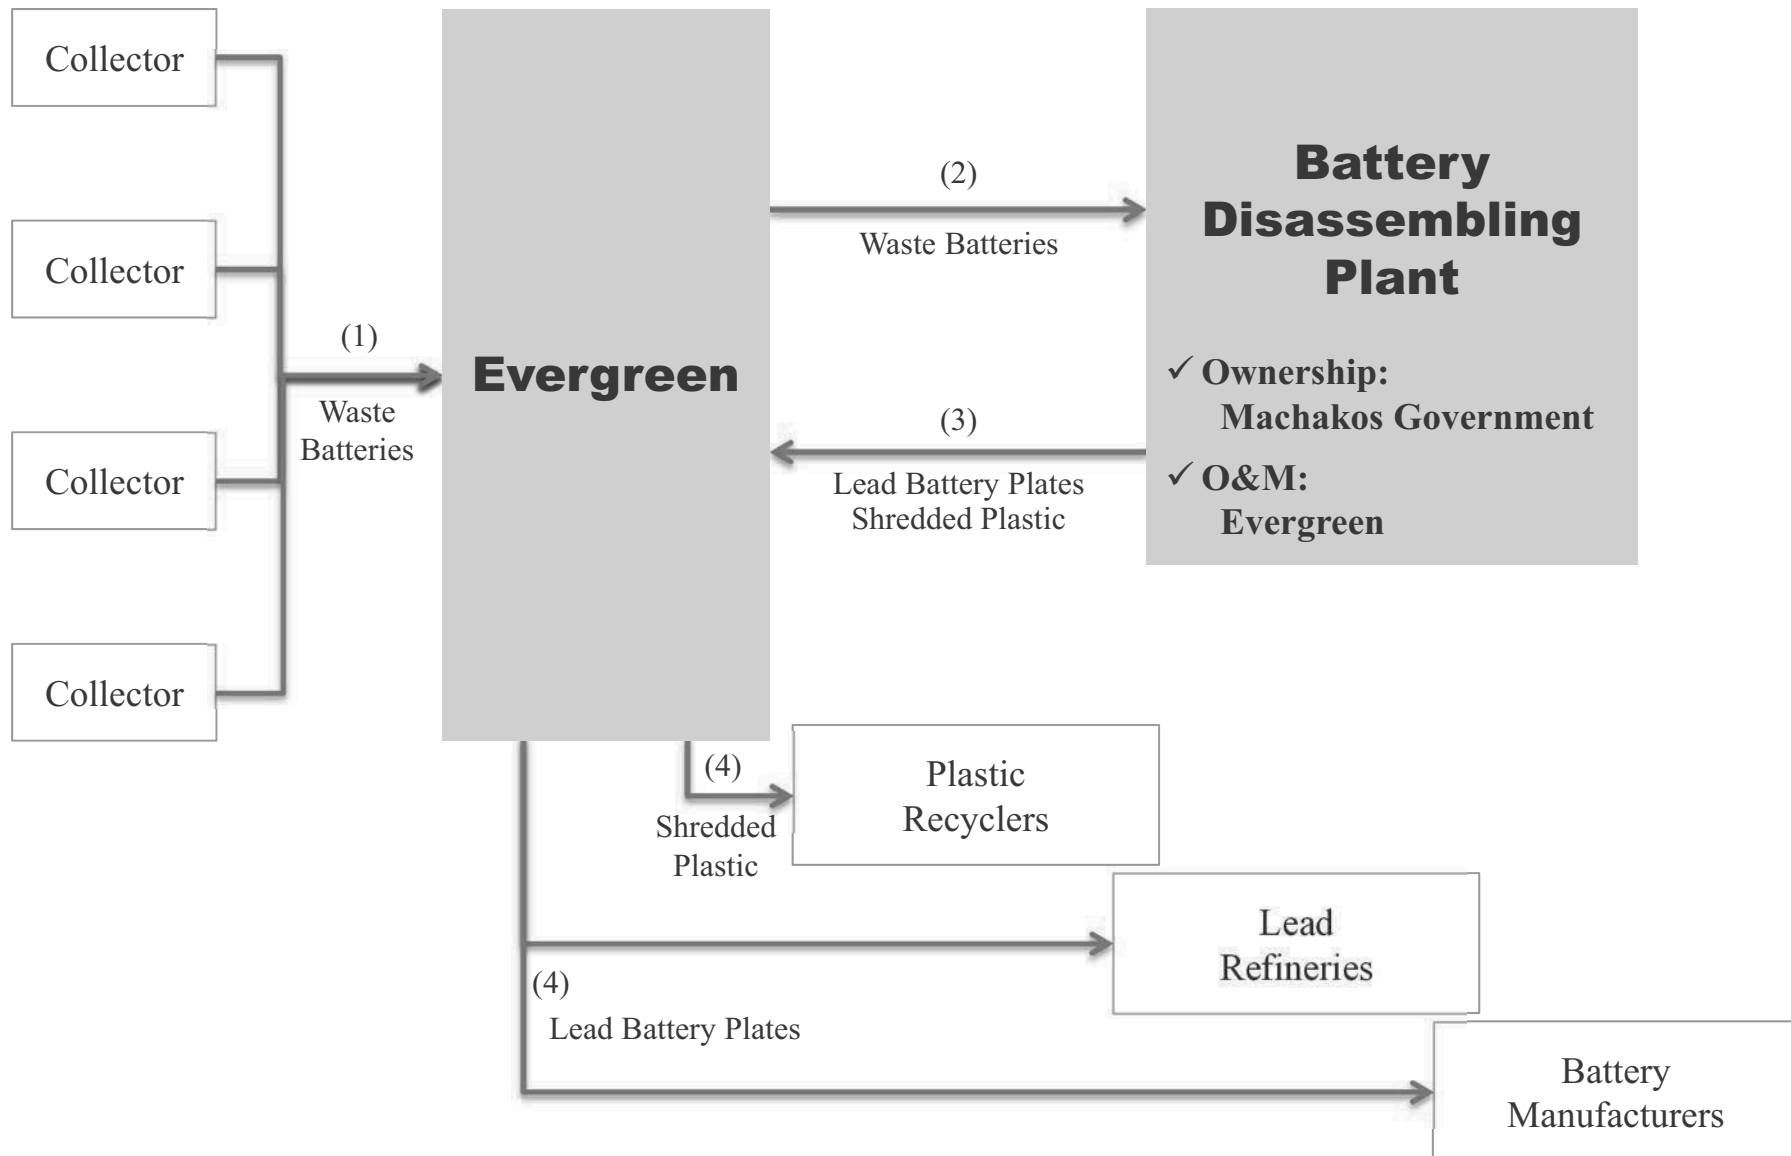 Collector
Collector
Collector
Collector
(1)
Waste
Batteries
Evergreen
(2)
Waste Batteries
(3)
Lead Battery Plates
Shredded Plastic
Battery
Disassembling
Plant
✓ Ownership:
Machakos Government
✓ O&M:
Evergreen
(4)
Shredded
Plastic
Plastic
Recyclers
(4)
Lead Battery Plates
Lead
Refineries
Battery
Manufacturers